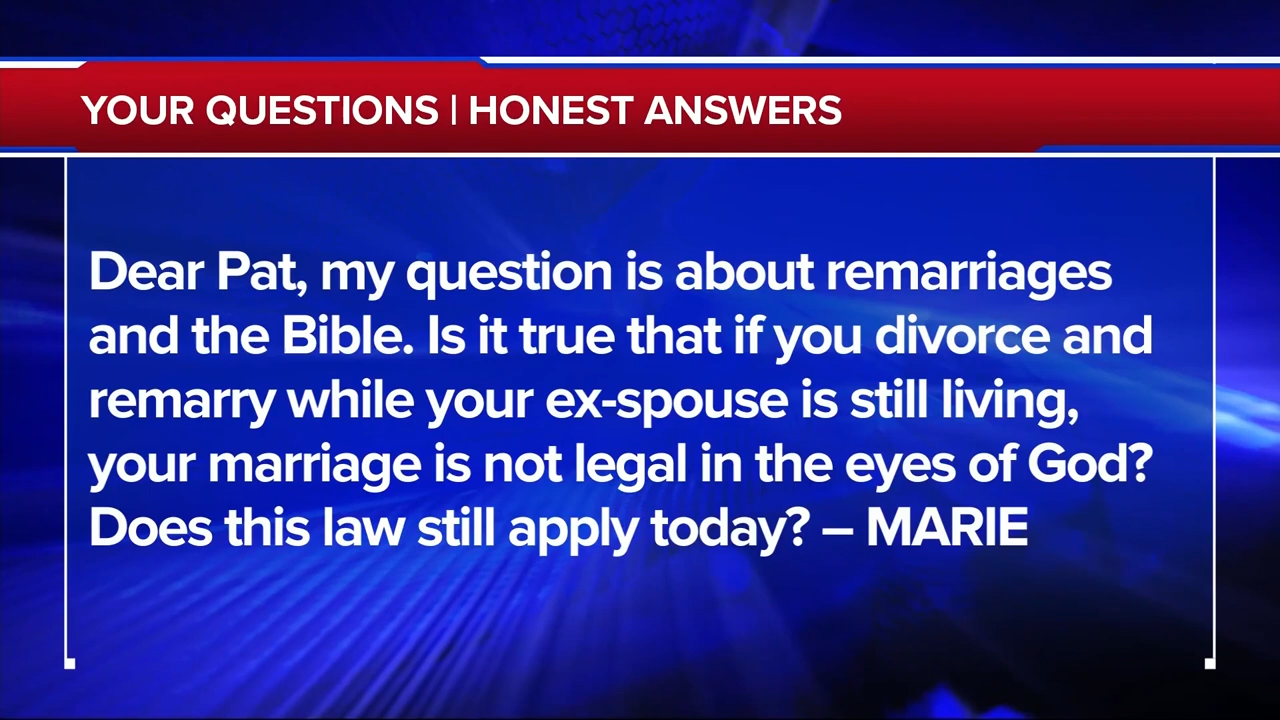 YOUR QUESTIONS | HONEST ANSWERS
Dear Pat, my question is about remarriages
and the Bible. Is it true that if you divorce and
remarry while your ex-spouse is still living,
your marriage is not legal in the eyes of God?
Does this law still apply today? – MARIE